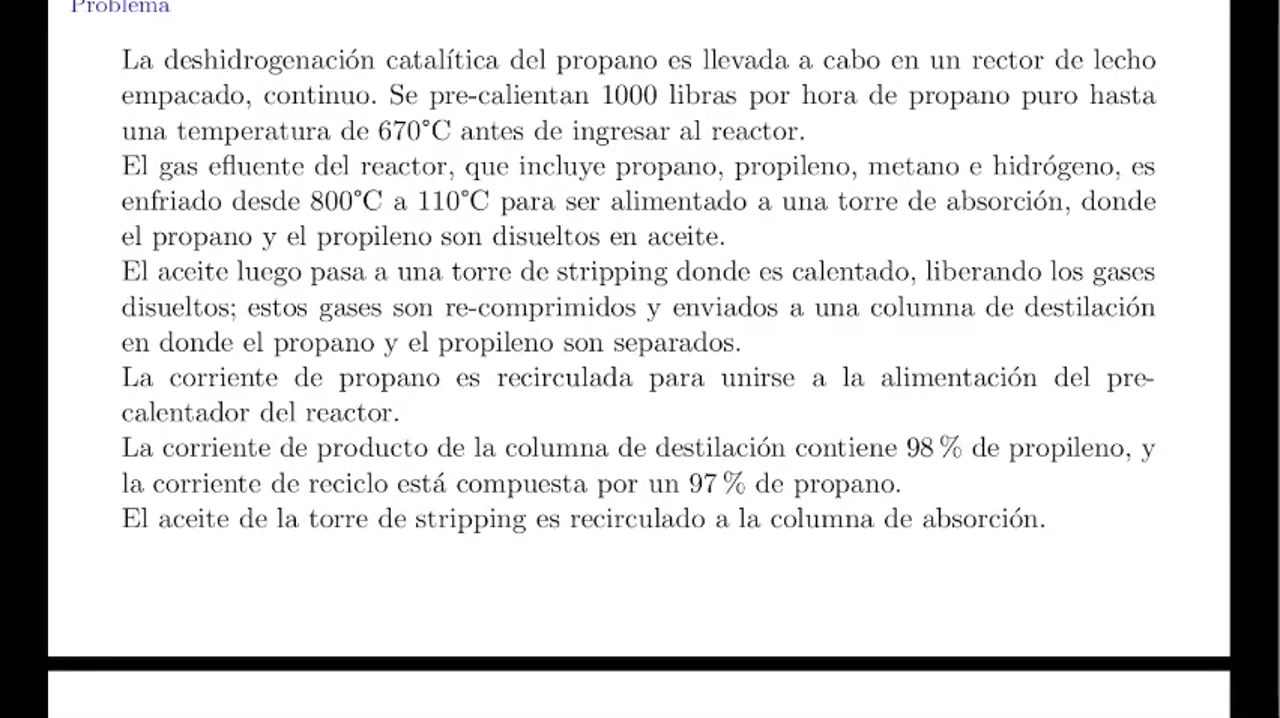 Problema
La deshidrogenación catalítica del propano es llevada a cabo en un rector de lecho
empacado, continuo. Se pre-calientan 1000 libras por hora de propano puro hasta
una temperatura de 670°C antes de ingresar al reactor.
El gas efluente del reactor, que incluye propano, propileno, metano e hidrógeno, es
enfriado desde 800°C a 110°C para ser alimentado a una torre de absorción, donde
el propano y el propileno son disueltos en aceite.
El aceite luego pasa a una torre de stripping donde es calentado, liberando los gases
disueltos; estos gases son re-comprimidos y enviados a una columna de destilación
en donde el propano y el propileno son separados.
La corriente de propano es recirculada para unirse a la alimentación del pre-
calentador del reactor.
La corriente de producto de la columna de destilación contiene 98 % de propileno, y
la corriente de reciclo está compuesta por un 97 % de propano.
El aceite de la torre de stripping es recirculado a la columna de absorción.